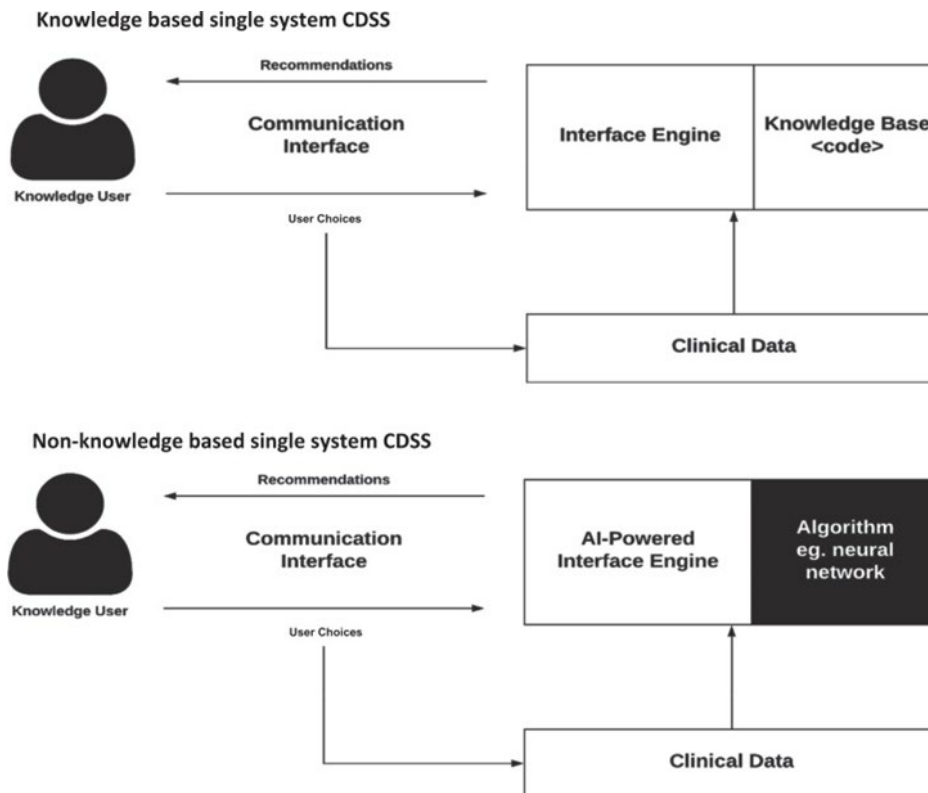 Knowledge based single system CDSS
Recommendations
Communication
Interface
Knowledge User
User Choices
Interface Engine
Knowledge Base
<code>
Clinical Data
Non-knowledge based single system CDSS
Recommendations
Communication
Interface
Knowledge User
User Choices
AI-Powered
Interface Engine
Algorithm
eg. neural
network
Clinical Data